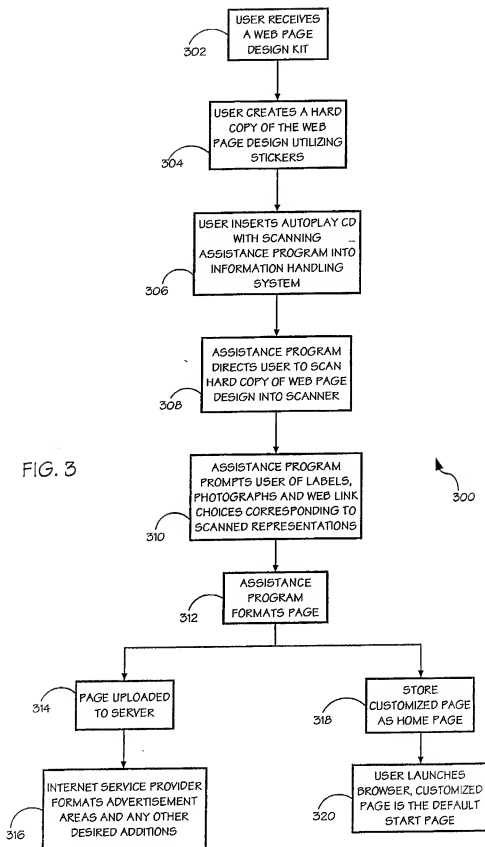 USER RECEIVES
A WEB PAGE
DESIGN KIT
302
USER CREATES A HARD
COPY OF THE WEB
PAGE DESIGN UTILIZING
STICKERS
304
USER INSERTS AUTOPLAY CD
WITH SCANNING
ASSISTANCE PROGRAM INTO
INFORMATION HANDLING
SYSTEM
306
ASSISTANCE PROGRAM
DIRECTS USER TO SCAN
HARD COPY OF WEB PAGE
DESIGN INTO SCANNER
308
FIG. 3
ASSISTANCE PROGRAM
PROMPTS USER OF LABELS,
PHOTOGRAPHS AND WEB LINK
CHOICES CORRESPONDING TO
SCANNED REPRESENTATIONS
310
300
ASSISTANCE
PROGRAM
FORMATS PAGE
312
PAGE UPLOADED
TO SERVER
314
STORE
CUSTOMIZED PAGE
AS HOME PAGE
318
INTERNET SERVICE PROVIDER
FORMATS ADVERTISEMENT
AREAS AND ANY OTHER
DESIRED ADDITIONS
316
USER LAUNCHES
BROWSER, CUSTOMIZED
PAGE IS THE DEFAULT
START PAGE
320